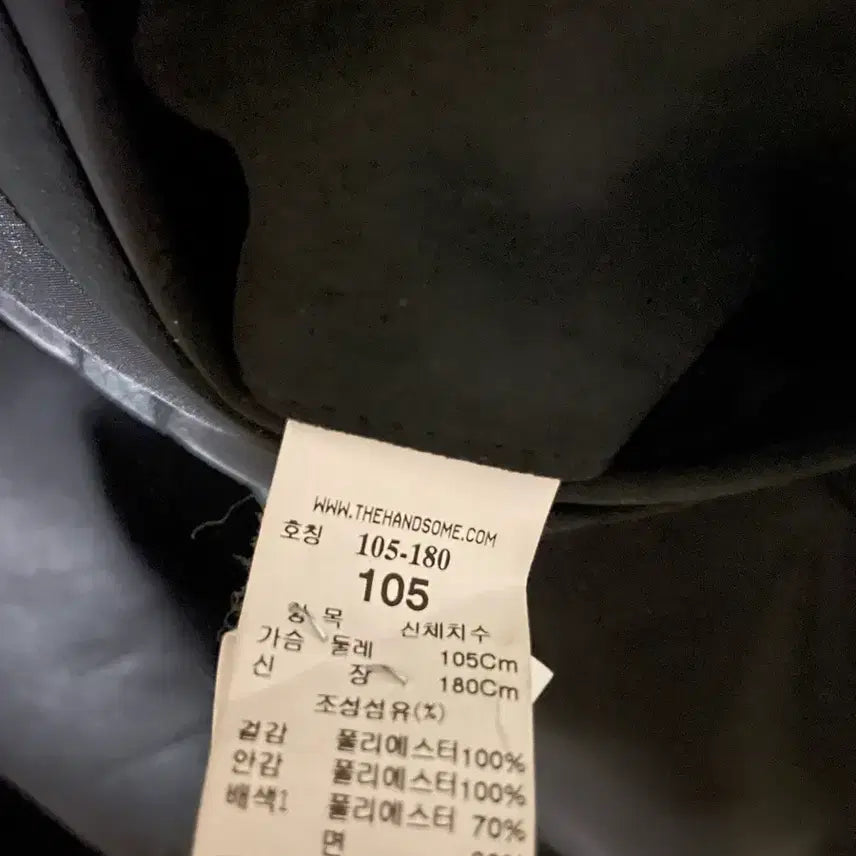 WWW.THEHANDSOME.COM
호칭 105-180
105
항 목 신체치수
가슴 둘레 105Cm
신 장 180Cm
조성섬유(%)
겉감 폴리에스터100%
안감 폴리에스터100%
배색1 폴리에스터 70%
면